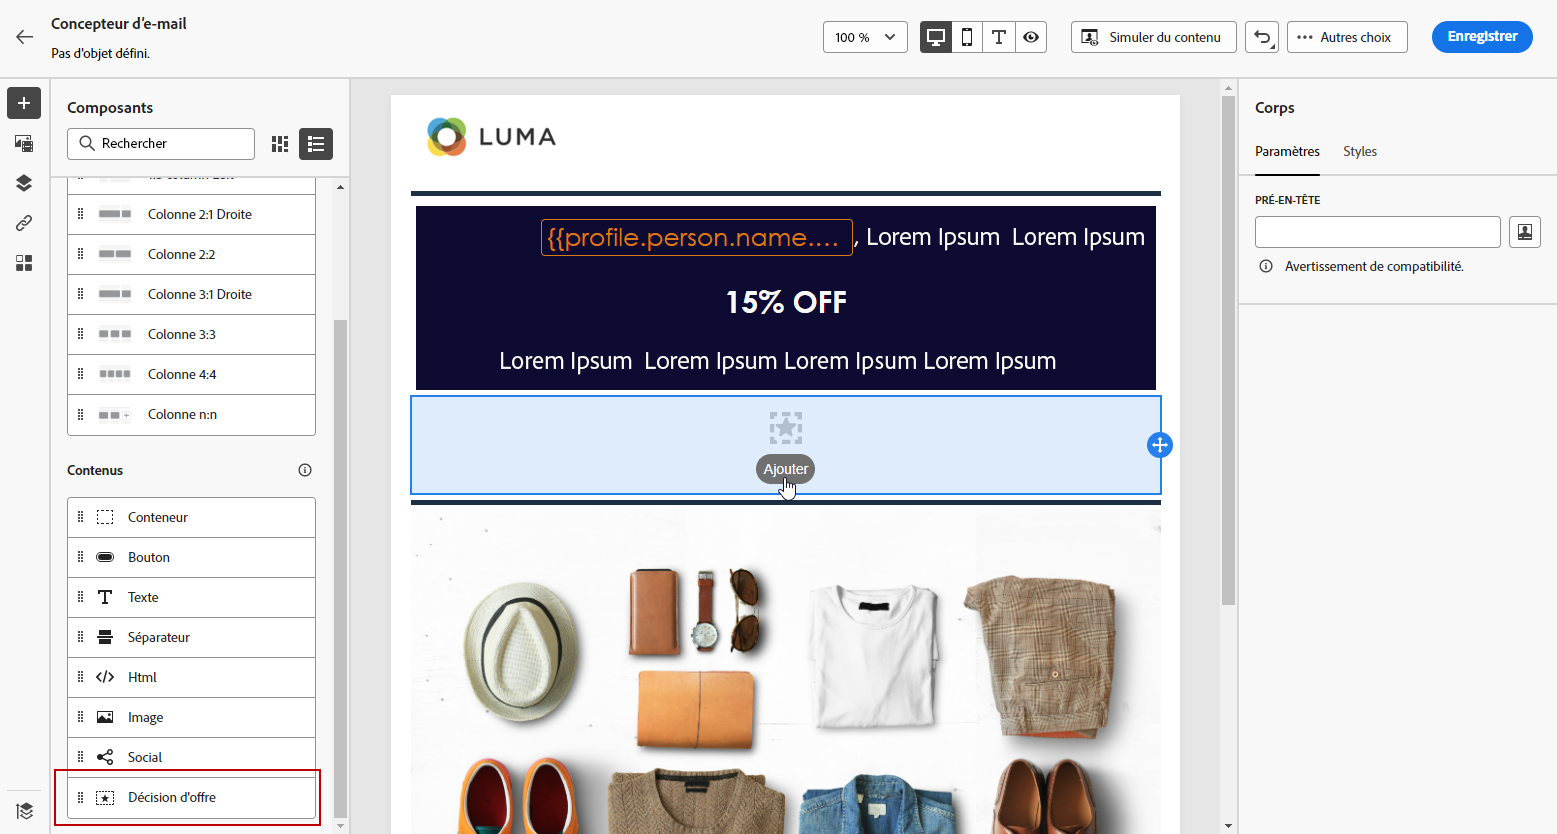 Concepteur d'e-mail
Pas d'objet défini.
100 %
Simuler du contenu
Autres choix
Enregistrer
Composants
Rechercher
Colonne 2:1 Droite
Colonne 2:2
Colonne 3:1 Droite
Colonne 3:3
Colonne 4:4
Colonne n:n
Contenus
Conteneur
Bouton
Texte
Séparateur
Html
Image
Social
Décision d'offre
LUMA
{{profile.person.name.... , Lorem Ipsum Lorem Ipsum
15% OFF
Lorem Ipsum Lorem Ipsum Lorem Ipsum Lorem Ipsum
Ajouter
Corps
Paramètres
Styles
PRÉ-EN-TÊTE
Avertissement de compatibilité.